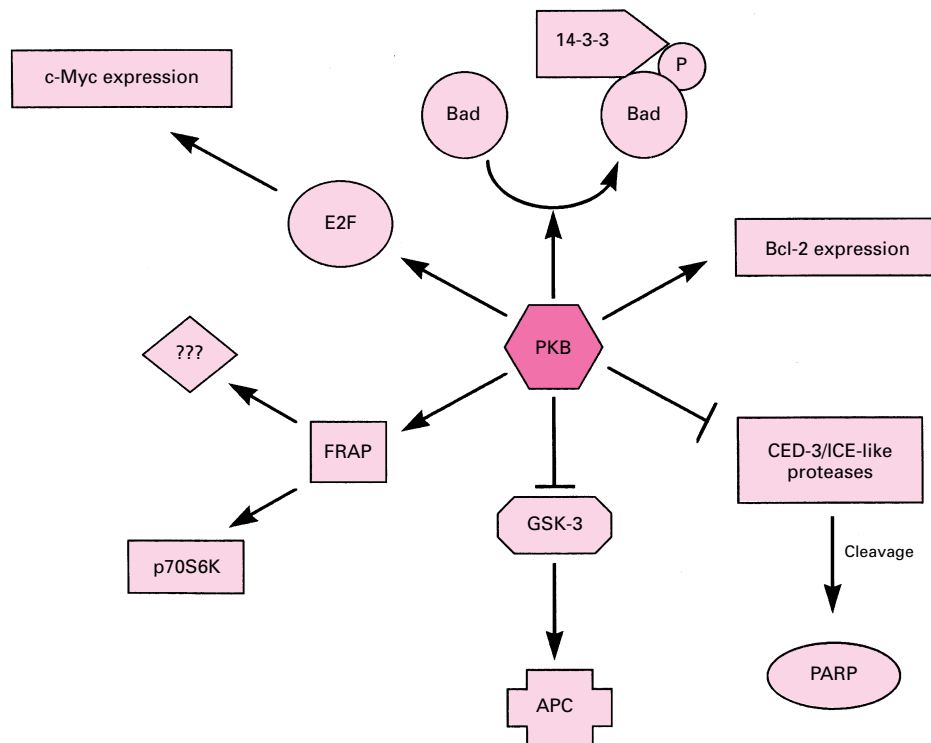 14-3-3
P
c-Myc expression
Bad
Bad
E2F
Bcl-2 expression
PKB
???
FRAP
CED-3/ICE-like
proteases
GSK-3
Cleavage
p70S6K
PARP
APC